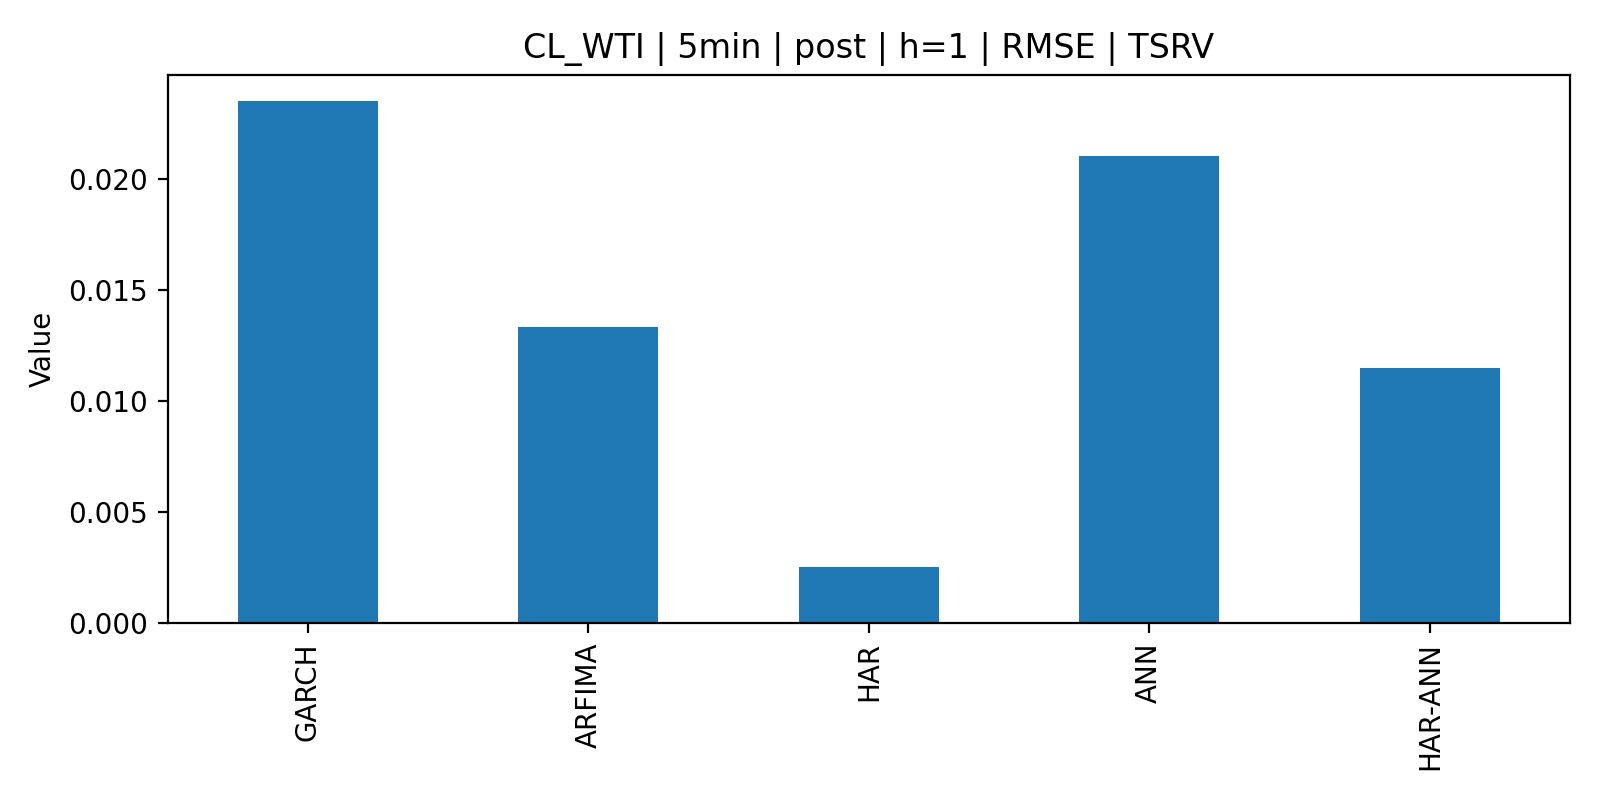 CL_WTI | 5min | post | h=1 | RMSE | TSRV
Value
0.020
0.015
0.010
0.005
0.000
GARCH
ARFIMA
HAR
ANN
HAR-ANN